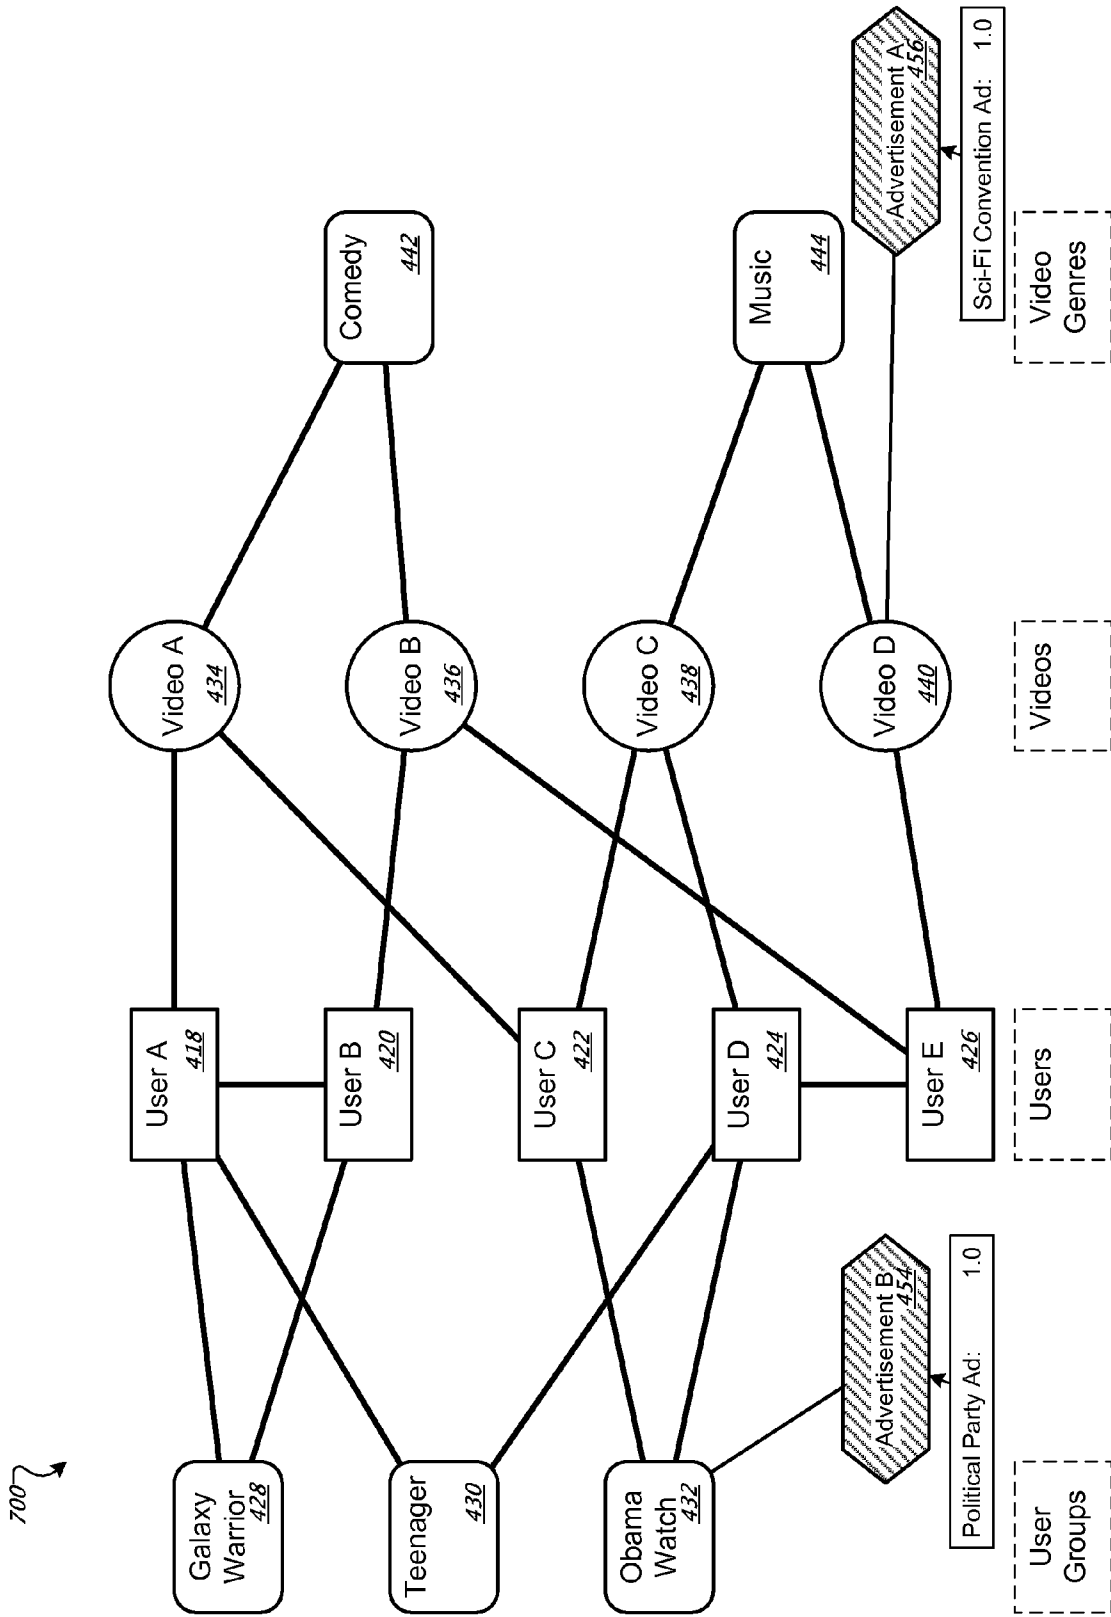 700
Galaxy
Warrior
428
Teenager
430
Obama
Watch
432
User A
418
User B
420
User C
422
User D
424
User E
426
Video A
434
Video B
436
Video C
438
Video D
440
Comedy
442
Music
444
Advertisement B
454
Political Party Ad: 1.0
Advertisement A
456
Sci-Fi Convention Ad: 1.0
User
Groups
Users
Videos
Video
Genres